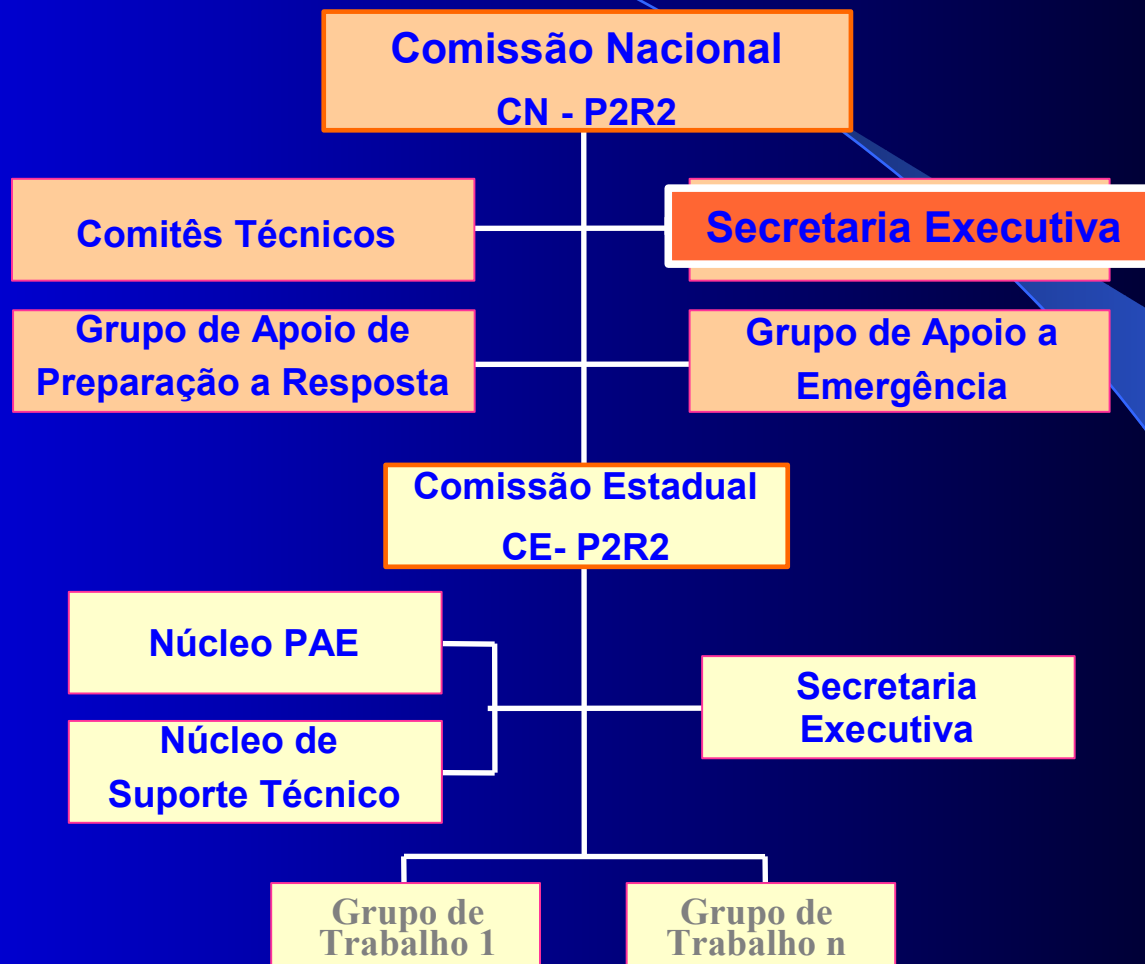 Comissão Nacional
CN - P2R2
Comitês Técnicos
Secretaria Executiva
Grupo de Apoio de
Preparação a Resposta
Grupo de Apoio a
Emergência
Comissão Estadual
CE- P2R2
Núcleo PAE
Núcleo de
Suporte Técnico
Secretaria
Executiva
Grupo de
Trabalho 1
Grupo de
Trabalho n